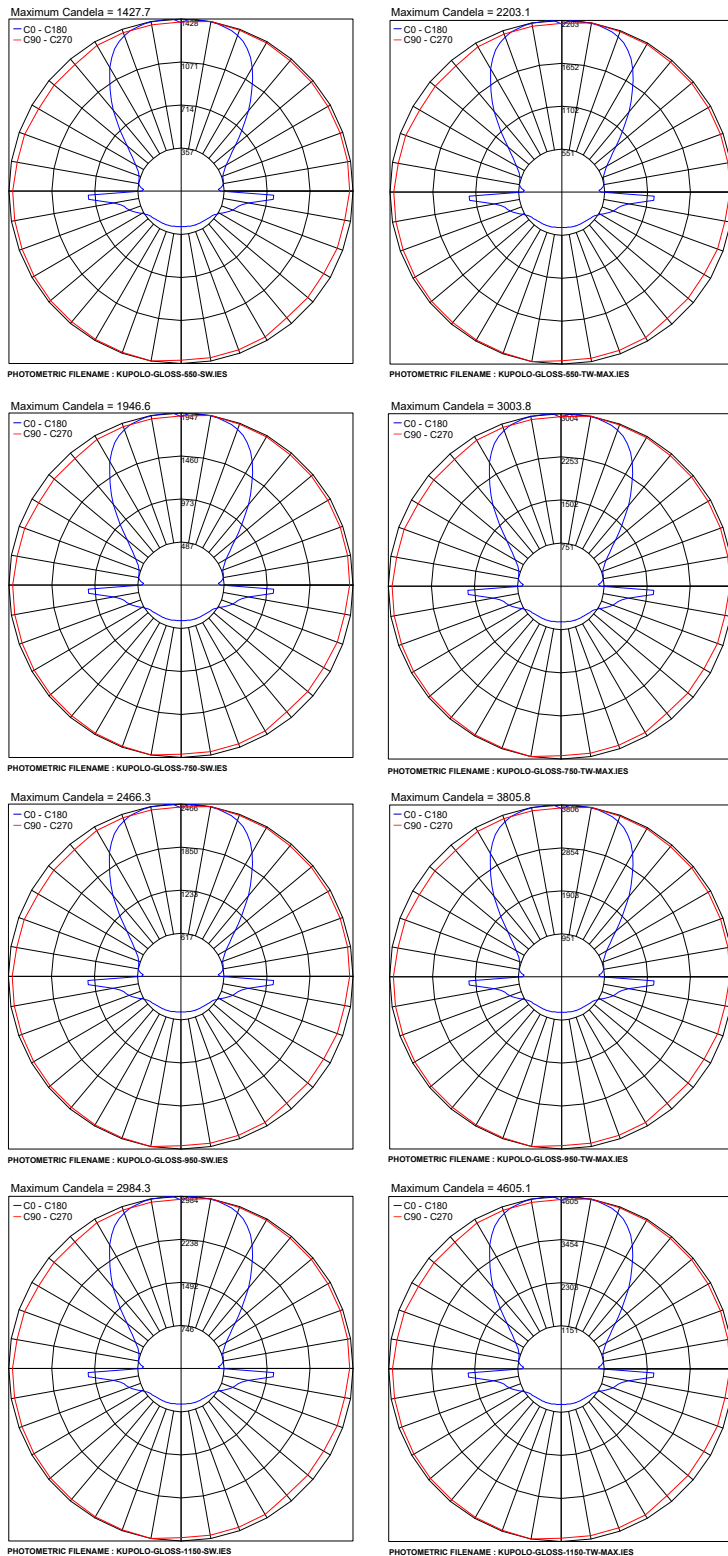 Maximum Candela = 1427.7
C0 - C180
C90 - C270
1428
1071
714
357
PHOTOMETRIC FILENAME : KUPOLO-GLOSS-550-SW.IES
Maximum Candela = 2203.1
C0 - C180
C90 - C270
2203
1652
1102
551
PHOTOMETRIC FILENAME : KUPOLO-GLOSS-550-TW-MAX.IES
Maximum Candela = 1946.6
C0 - C180
C90 - C270
1947
1460
973
487
PHOTOMETRIC FILENAME : KUPOLO-GLOSS-750-SW.IES
Maximum Candela = 3003.8
C0 - C180
C90 - C270
3004
2253
1502
751
PHOTOMETRIC FILENAME : KUPOLO-GLOSS-750-TW-MAX.IES
Maximum Candela = 2466.3
C0 - C180
C90 - C270
2466
1850
1233
617
PHOTOMETRIC FILENAME : KUPOLO-GLOSS-950-SW.IES
Maximum Candela = 3805.8
C0 - C180
C90 - C270
3806
2854
1903
951
PHOTOMETRIC FILENAME : KUPOLO-GLOSS-950-TW-MAX.IES
Maximum Candela = 2984.3
C0 - C180
C90 - C270
2984
2238
1492
746
PHOTOMETRIC FILENAME : KUPOLO-GLOSS-1150-SW.IES
Maximum Candela = 4605.1
C0 - C180
C90 - C270
4605
3454
2303
1151
PHOTOMETRIC FILENAME : KUPOLO-GLOSS-1150-TW-MAX.IES